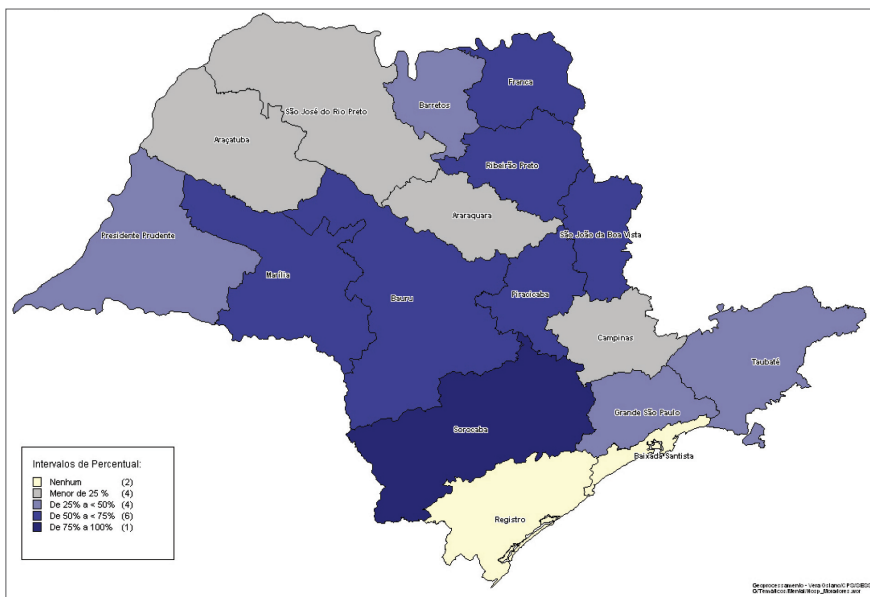 Franca
Barretos
São José do Rio Preto
Araçatuba
Ribeirão Preto
Araraquara
São João da Boa Vista
Presidente Prudente
Marília
Bauru
Piracicaba
Campinas
Taubaté
Grande São Paulo
Sorocaba
Baixada Santista
Registro
Intervalos de Percentual:
Nenhum (2)
Menor de 25 % (4)
De 25% a < 50% (4)
De 50% a < 75% (6)
De 75% a 100% (1)
Geoprocessamento - Vera